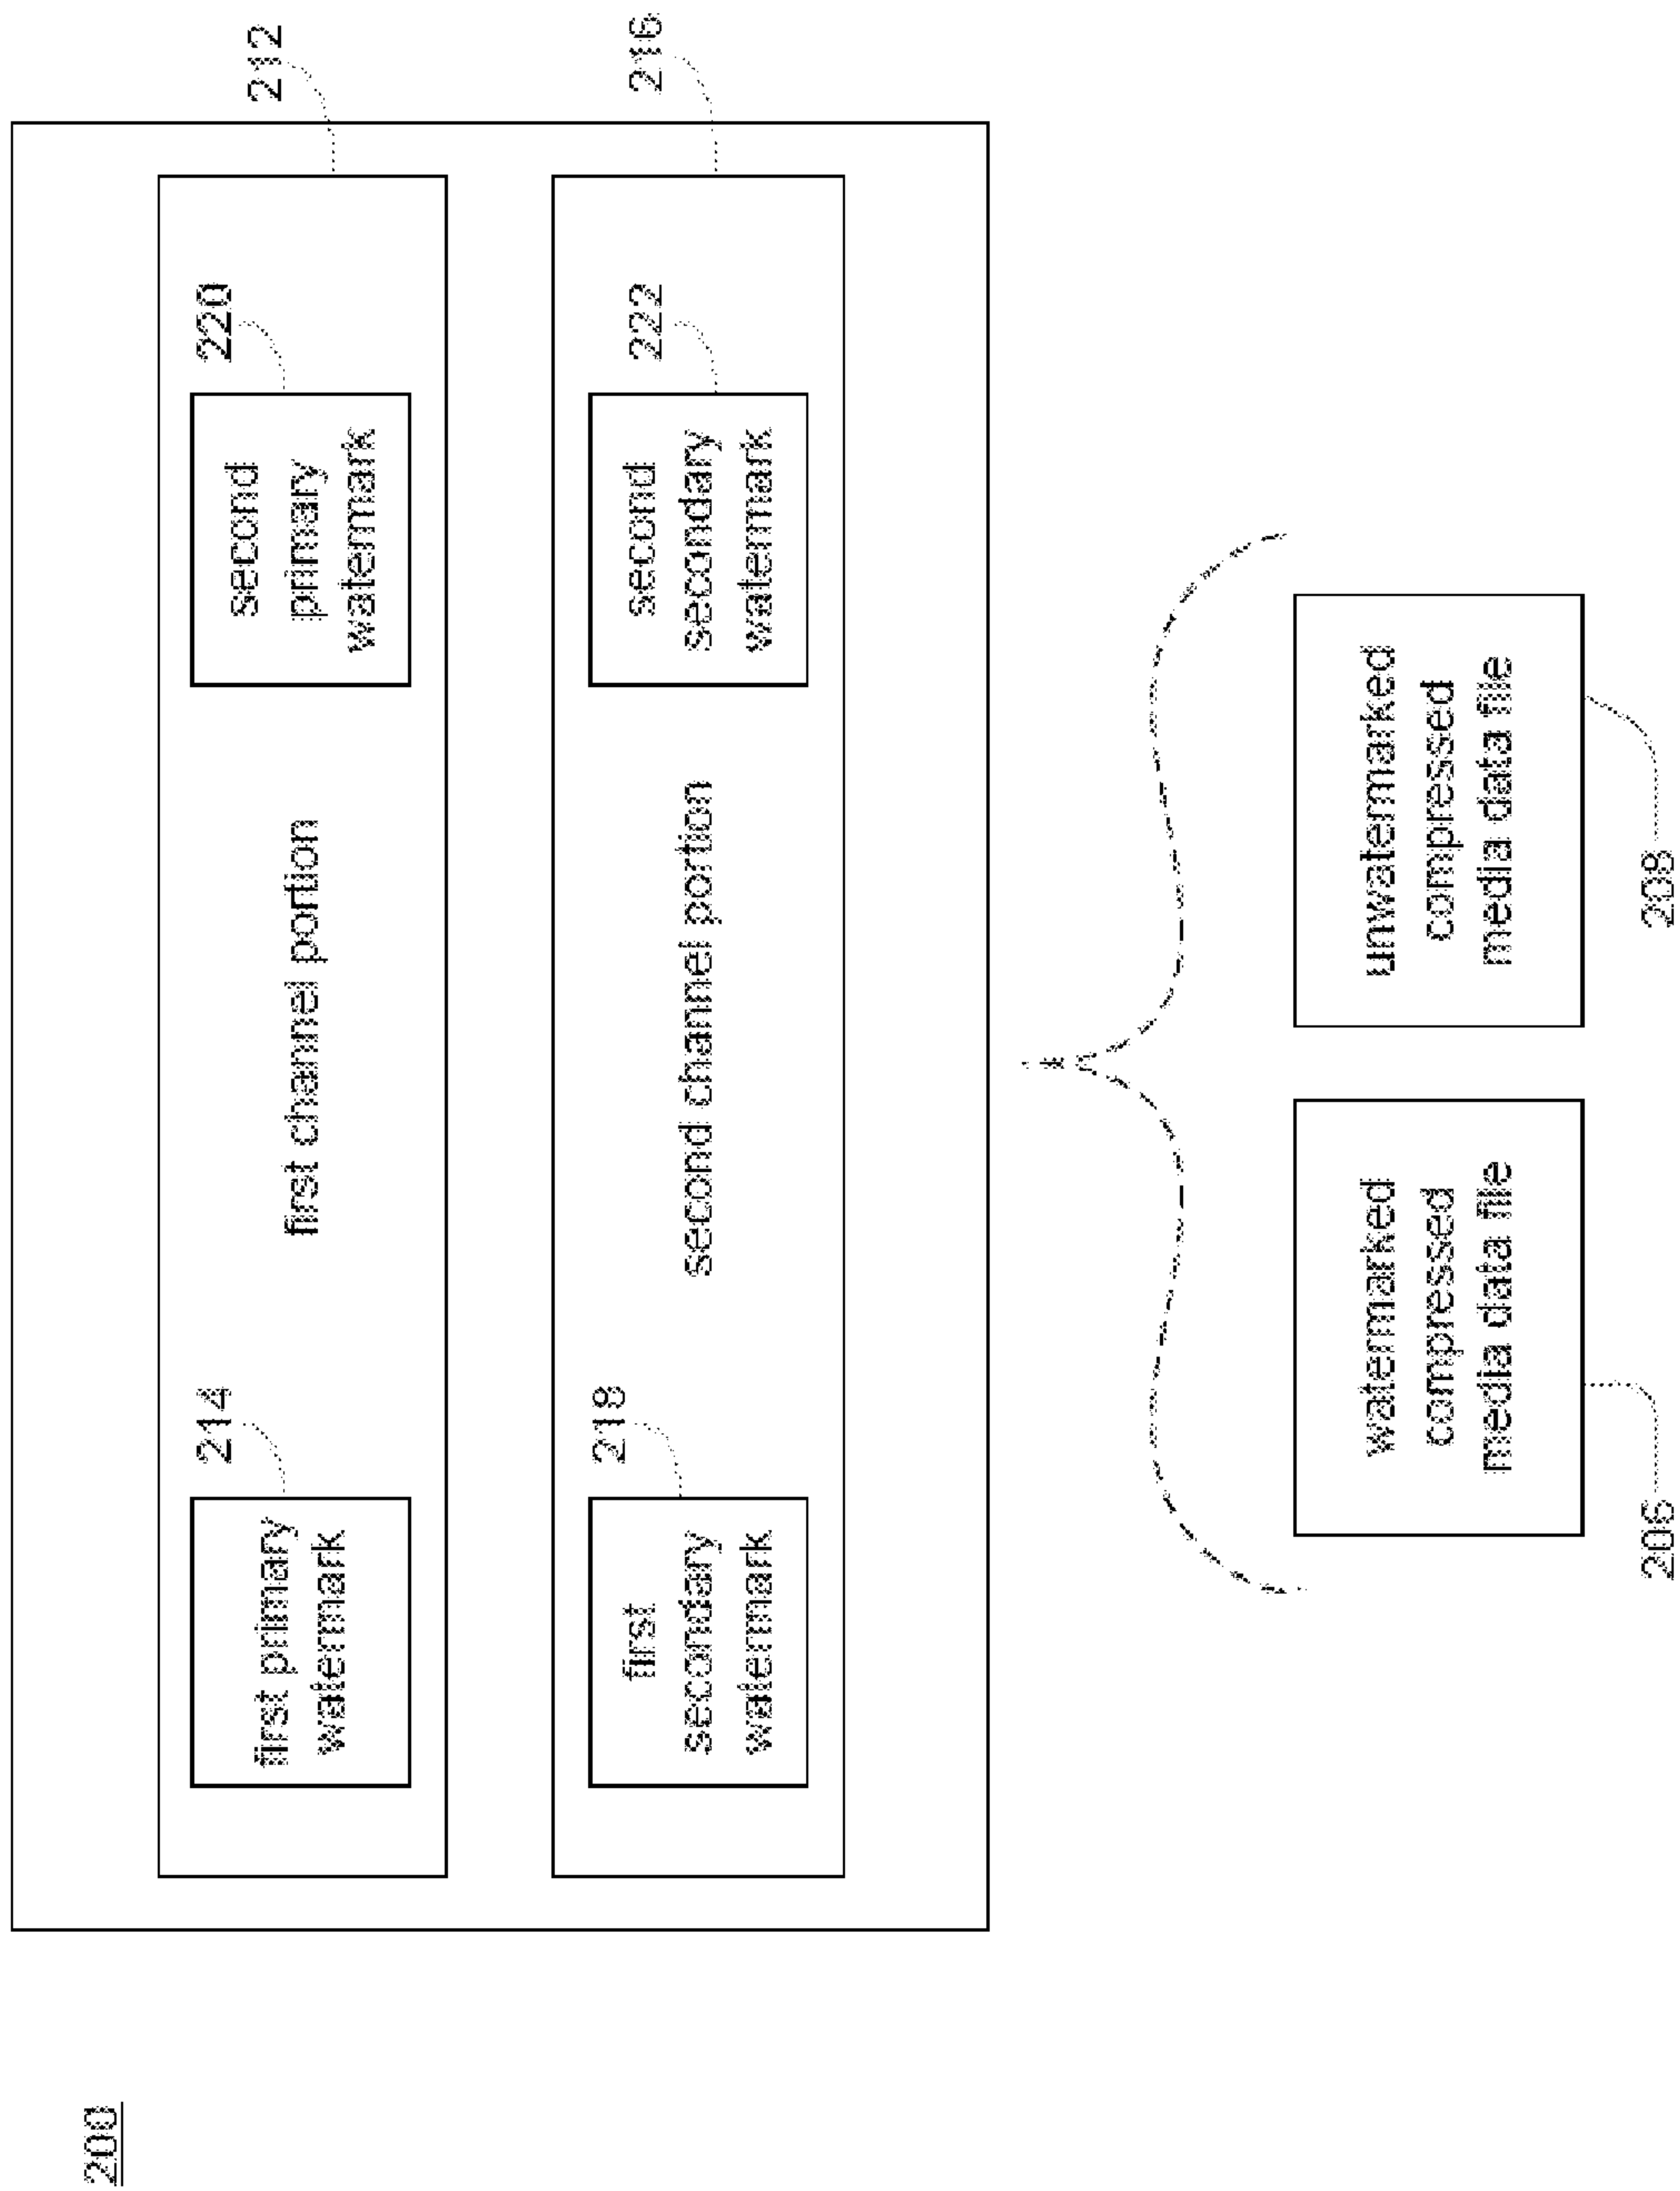 200
212
220
second
primary
watermark
first channel portion
214
first primary
watermark
216
222
second
secondary
watermark
second channel portion
218
first
secondary
watermark
watermarked
compressed
media data file
206
unwatermarked
compressed
media data file
208